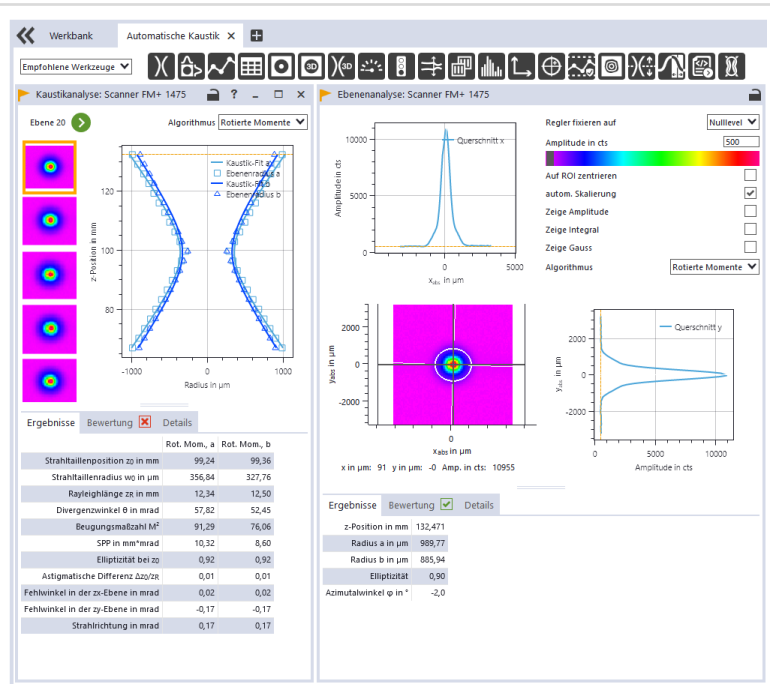 Werkbank Automatische Kaustik
Empfohlene Werkzeuge
Kaustikanalyse: Scanner FM+ 1475
Ebene 20
Algorithmus Rotierte Momente
Kaustik-Fit a
Ebenenradius a
Kaustik-Fit b
Ebenenradius b
z-Position in mm
120
100
80
-1000 0 1000
Radius in µm
Ergebnisse Bewertung Details
Rot. Mom., a Rot. Mom., b
Strahltaillenposition z0 in mm 99,24 99,36
Strahltaillenradius w0 in µm 356,84 327,76
Rayleighlänge zR in mm 12,34 12,50
Divergenzwinkel θ in mrad 57,82 52,45
Beugungsmaßzahl M² 91,29 76,06
SPP in mm*mrad 10,32 8,60
Elliptizität bei z0 0,92 0,92
Astigmatische Differenz Δz0/zR 0,01 0,01
Fehlwinkel in der zx-Ebene in mrad 0,02 0,02
Fehlwinkel in der zy-Ebene in mrad -0,17 -0,17
Strahlrichtung in mrad 0,17 0,17
Ebenenanalyse: Scanner FM+ 1475
Querschnitt x
Amplitude in cts
10000
5000
0
0 5000
xabs in µm
Regler fixieren auf Nulllevel
Amplitude in cts 500
Auf ROI zentrieren
autom. Skalierung
Zeige Amplitude
Zeige Integral
Zeige Gauss
Algorithmus Rotierte Momente
yabs in µm
2000
0
-2000
0
xabs in µm
x in µm: 91 y in µm: -0 Amp. in cts: 10955
Querschnitt y
yabs in µm
2000
0
-2000
0 5000 10000
Amplitude in cts
Ergebnisse Bewertung Details
z-Position in mm 132,471
Radius a in µm 989,77
Radius b in µm 885,94
Elliptizität 0,90
Azimutalwinkel φ in ° -2,0